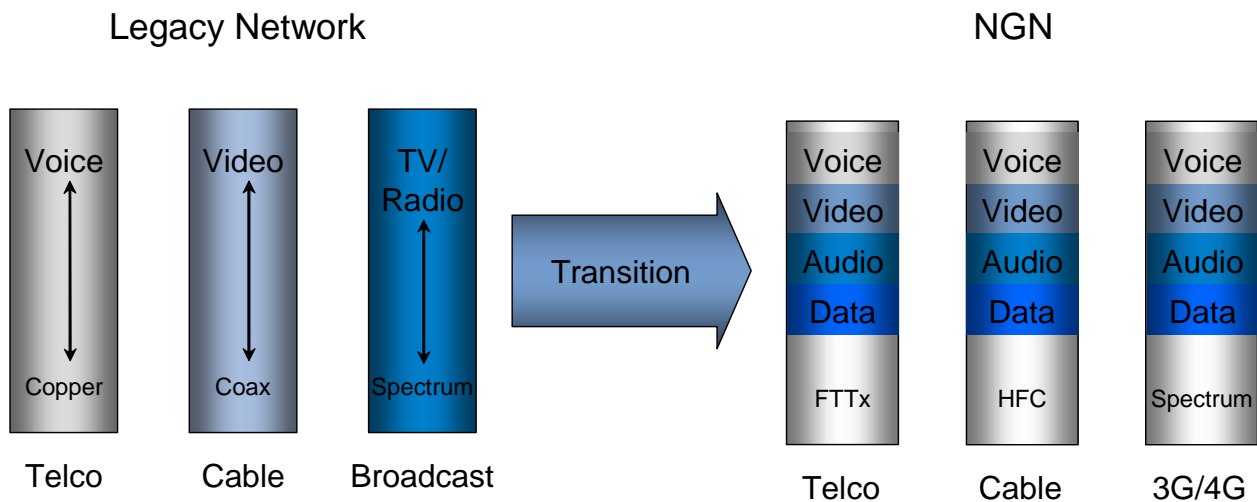 Legacy Network
NGN
Voice
Copper
Telco
Video
Coax
Cable
TV/
Radio
Spectrum
Broadcast
Transition
Voice
Video
Audio
Data
FTTx
Telco
Voice
Video
Audio
Data
HFC
Cable
Voice
Video
Audio
Data
Spectrum
3G/4G